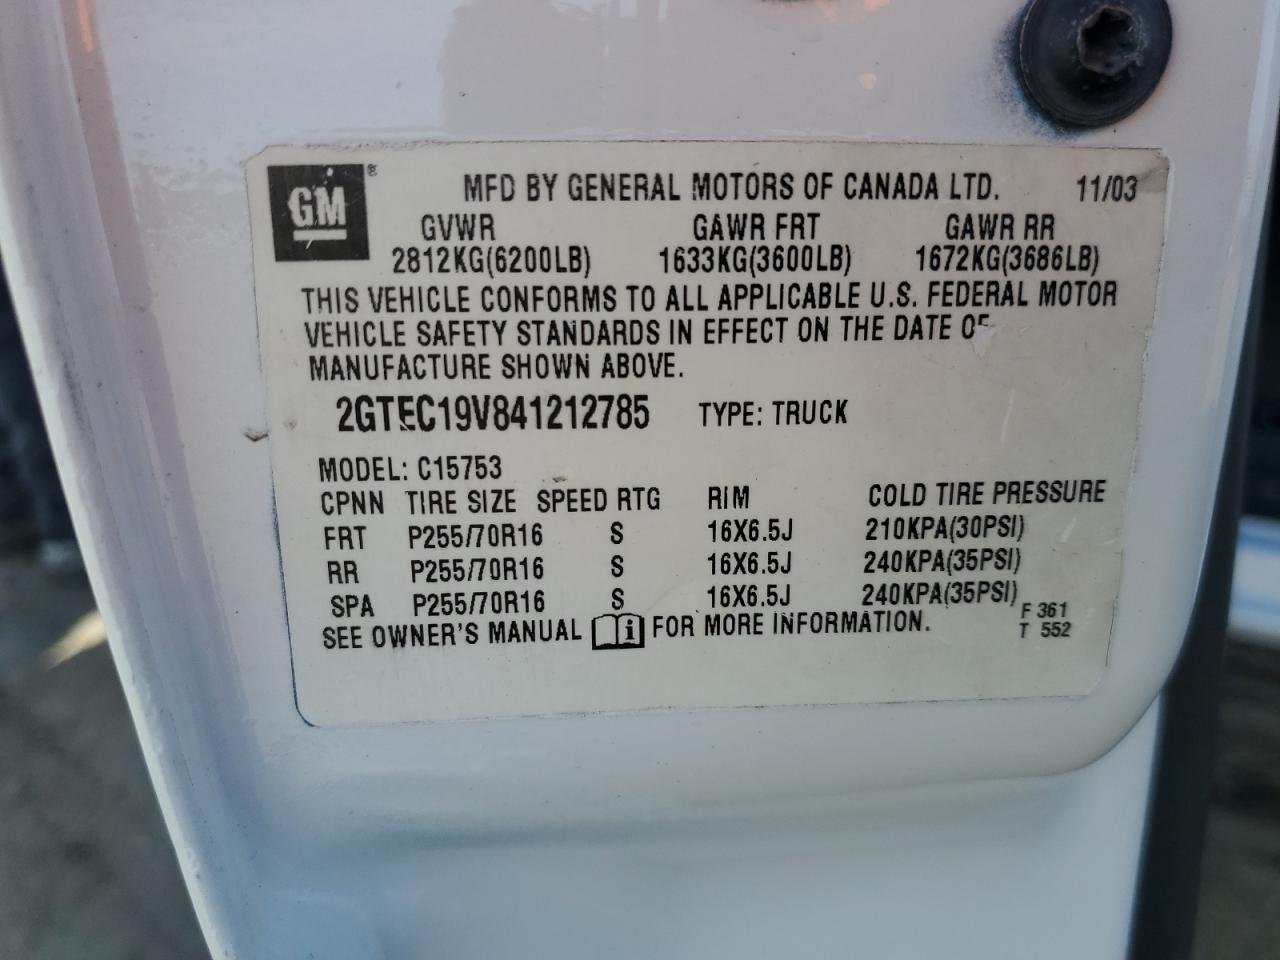 GM ®
MFD BY GENERAL MOTORS OF CANADA LTD. 11/03
GVWR GAWR FRT GAWR RR
2812KG(6200LB) 1633KG(3600LB) 1672KG(3686LB)
THIS VEHICLE CONFORMS TO ALL APPLICABLE U.S. FEDERAL MOTOR
VEHICLE SAFETY STANDARDS IN EFFECT ON THE DATE OF
MANUFACTURE SHOWN ABOVE.
2GTEC19V841212785 TYPE: TRUCK
MODEL: C15753
CPNN TIRE SIZE SPEED RTG RIM COLD TIRE PRESSURE
FRT P255/70R16 S 16X6.5J 210KPA(30PSI)
RR P255/70R16 S 16X6.5J 240KPA(35PSI)
SPA P255/70R16 S 16X6.5J 240KPA(35PSI)
F 361
SEE OWNER'S MANUAL i FOR MORE INFORMATION. T 552